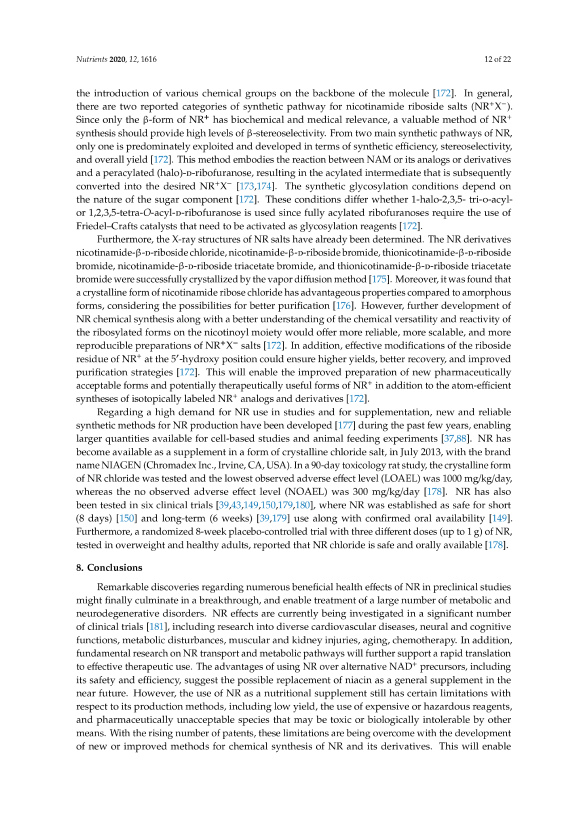 Nutrients 2020, 12, 1616 12 of 22
the introduction of various chemical groups on the backbone of the molecule [172]. In general,
there are two reported categories of synthetic pathway for nicotinamide riboside salts (NR⁺X⁻).
Since only the β-form of NR⁺ has biochemical and medical relevance, a valuable method of NR⁺
synthesis should provide high levels of β-stereoselectivity. From two main synthetic pathways of NR,
only one is predominately exploited and developed in terms of synthetic efficiency, stereoselectivity,
and overall yield [172]. This method embodies the reaction between NAM or its analogs or derivatives
and a peracylated (halo)-D-ribofuranose, resulting in the acylated intermediate that is subsequently
converted into the desired NR⁺X⁻ [173,174]. The synthetic glycosylation conditions depend on
the nature of the sugar component [172]. These conditions differ whether 1-halo-2,3,5- tri-o-acyl-
or 1,2,3,5-tetra-O-acyl-D-ribofuranose is used since fully acylated ribofuranoses require the use of
Friedel–Crafts catalysts that need to be activated as glycosylation reagents [172].
Furthermore, the X-ray structures of NR salts have already been determined. The NR derivatives
nicotinamide-β-D-riboside chloride, nicotinamide-β-D-riboside bromide, thionicotinamide-β-D-riboside
bromide, nicotinamide-β-D-riboside triacetate bromide, and thionicotinamide-β-D-riboside triacetate
bromide were successfully crystallized by the vapor diffusion method [175]. Moreover, it was found that
a crystalline form of nicotinamide ribose chloride has advantageous properties compared to amorphous
forms, considering the possibilities for better purification [176]. However, further development of
NR chemical synthesis along with a better understanding of the chemical versatility and reactivity of
the ribosylated forms on the nicotinoyl moiety would offer more reliable, more scalable, and more
reproducible preparations of NR⁺X⁻ salts [172]. In addition, effective modifications of the riboside
residue of NR⁺ at the 5′-hydroxy position could ensure higher yields, better recovery, and improved
purification strategies [172]. This will enable the improved preparation of new pharmaceutically
acceptable forms and potentially therapeutically useful forms of NR⁺ in addition to the atom-efficient
syntheses of isotopically labeled NR⁺ analogs and derivatives [172].
Regarding a high demand for NR use in studies and for supplementation, new and reliable
synthetic methods for NR production have been developed [177] during the past few years, enabling
larger quantities available for cell-based studies and animal feeding experiments [37,88]. NR has
become available as a supplement in a form of crystalline chloride salt, in July 2013, with the brand
name NIAGEN (Chromadex Inc., Irvine, CA, USA). In a 90-day toxicology rat study, the crystalline form
of NR chloride was tested and the lowest observed adverse effect level (LOAEL) was 1000 mg/kg/day,
whereas the no observed adverse effect level (NOAEL) was 300 mg/kg/day [178]. NR has also
been tested in six clinical trials [39,43,149,150,179,180], where NR was established as safe for short
(8 days) [150] and long-term (6 weeks) [39,179] use along with confirmed oral availability [149].
Furthermore, a randomized 8-week placebo-controlled trial with three different doses (up to 1 g) of NR,
tested in overweight and healthy adults, reported that NR chloride is safe and orally available [178].
8. Conclusions
Remarkable discoveries regarding numerous beneficial health effects of NR in preclinical studies
might finally culminate in a breakthrough, and enable treatment of a large number of metabolic and
neurodegenerative disorders. NR effects are currently being investigated in a significant number
of clinical trials [181], including research into diverse cardiovascular diseases, neural and cognitive
functions, metabolic disturbances, muscular and kidney injuries, aging, chemotherapy. In addition,
fundamental research on NR transport and metabolic pathways will further support a rapid translation
to effective therapeutic use. The advantages of using NR over alternative NAD⁺ precursors, including
its safety and efficiency, suggest the possible replacement of niacin as a general supplement in the
near future. However, the use of NR as a nutritional supplement still has certain limitations with
respect to its production methods, including low yield, the use of expensive or hazardous reagents,
and pharmaceutically unacceptable species that may be toxic or biologically intolerable by other
means. With the rising number of patents, these limitations are being overcome with the development
of new or improved methods for chemical synthesis of NR and its derivatives. This will enable